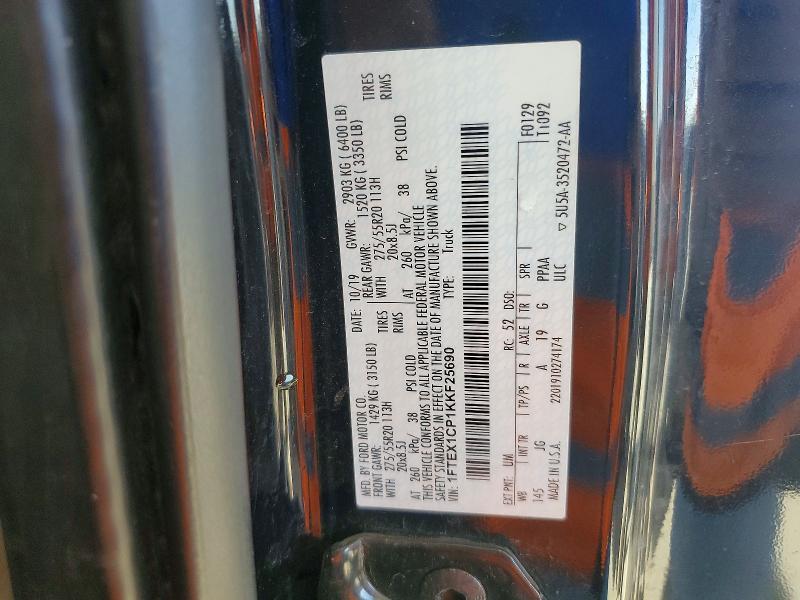 MFD. BY FORD MOTOR CO.
DATE: 10/19 GVWR: 2903 KG ( 6400 LB)
FRONT GAWR: 1429 KG ( 3150 LB) REAR GAWR: 1520 KG ( 3350 LB)
WITH 275/55R20 113H TIRES WITH 275/55R20 113H TIRES
20x8.5J RIMS 20x8.5J RIMS
AT 260 kPa/ 38 PSI COLD AT 260 kPa/ 38 PSI COLD
THIS VEHICLE CONFORMS TO ALL APPLICABLE FEDERAL MOTOR VEHICLE
SAFETY STANDARDS IN EFFECT ON THE DATE OF MANUFACTURE SHOWN ABOVE.
VIN: 1FTEX1CP1KKF25690 TYPE: Truck
EXT PNT: UM RC: 52 DSO: F0129
WB INT TR TP/PS R AXLE TR SPR T1092
145 JG A 19 G PPAA
MADE IN U.S.A. 2201910274174 ULC ▽ 5U5A-3520472-AA